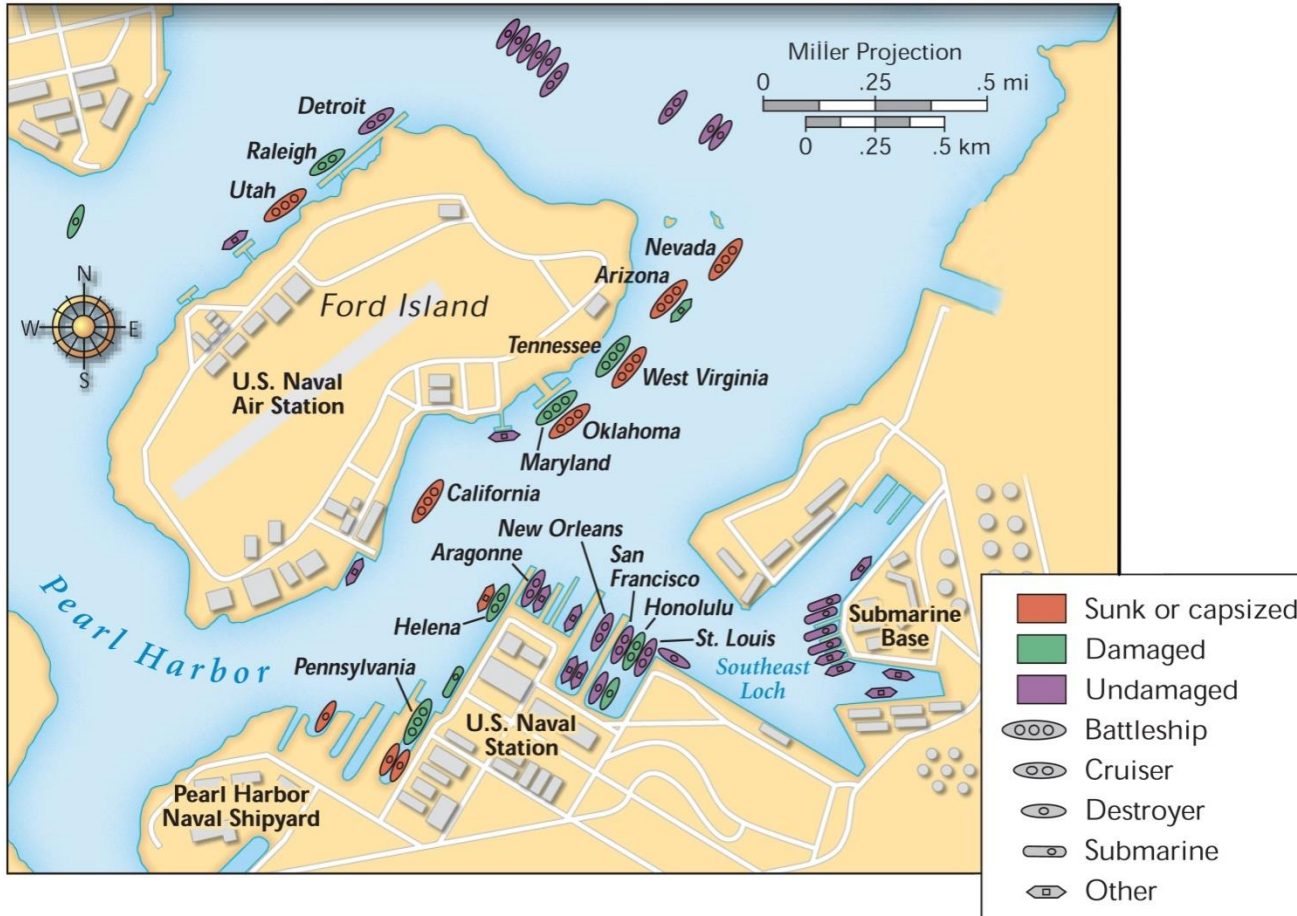 Miller Projection
0 .25 .5 mi
0 .25 .5 km
Detroit
Raleigh
Utah
N
W E
S
Nevada
Arizona
Ford Island
Tennessee
West Virginia
U.S. Naval
Air Station
Oklahoma
Maryland
California
New Orleans
San
Francisco
Aragonne
Honolulu
Helena
St. Louis
Submarine
Base
Southeast
Loch
Pearl Harbor
Pennsylvania
U.S. Naval
Station
Pearl Harbor
Naval Shipyard
Sunk or capsized
Damaged
Undamaged
Battleship
Cruiser
Destroyer
Submarine
Other